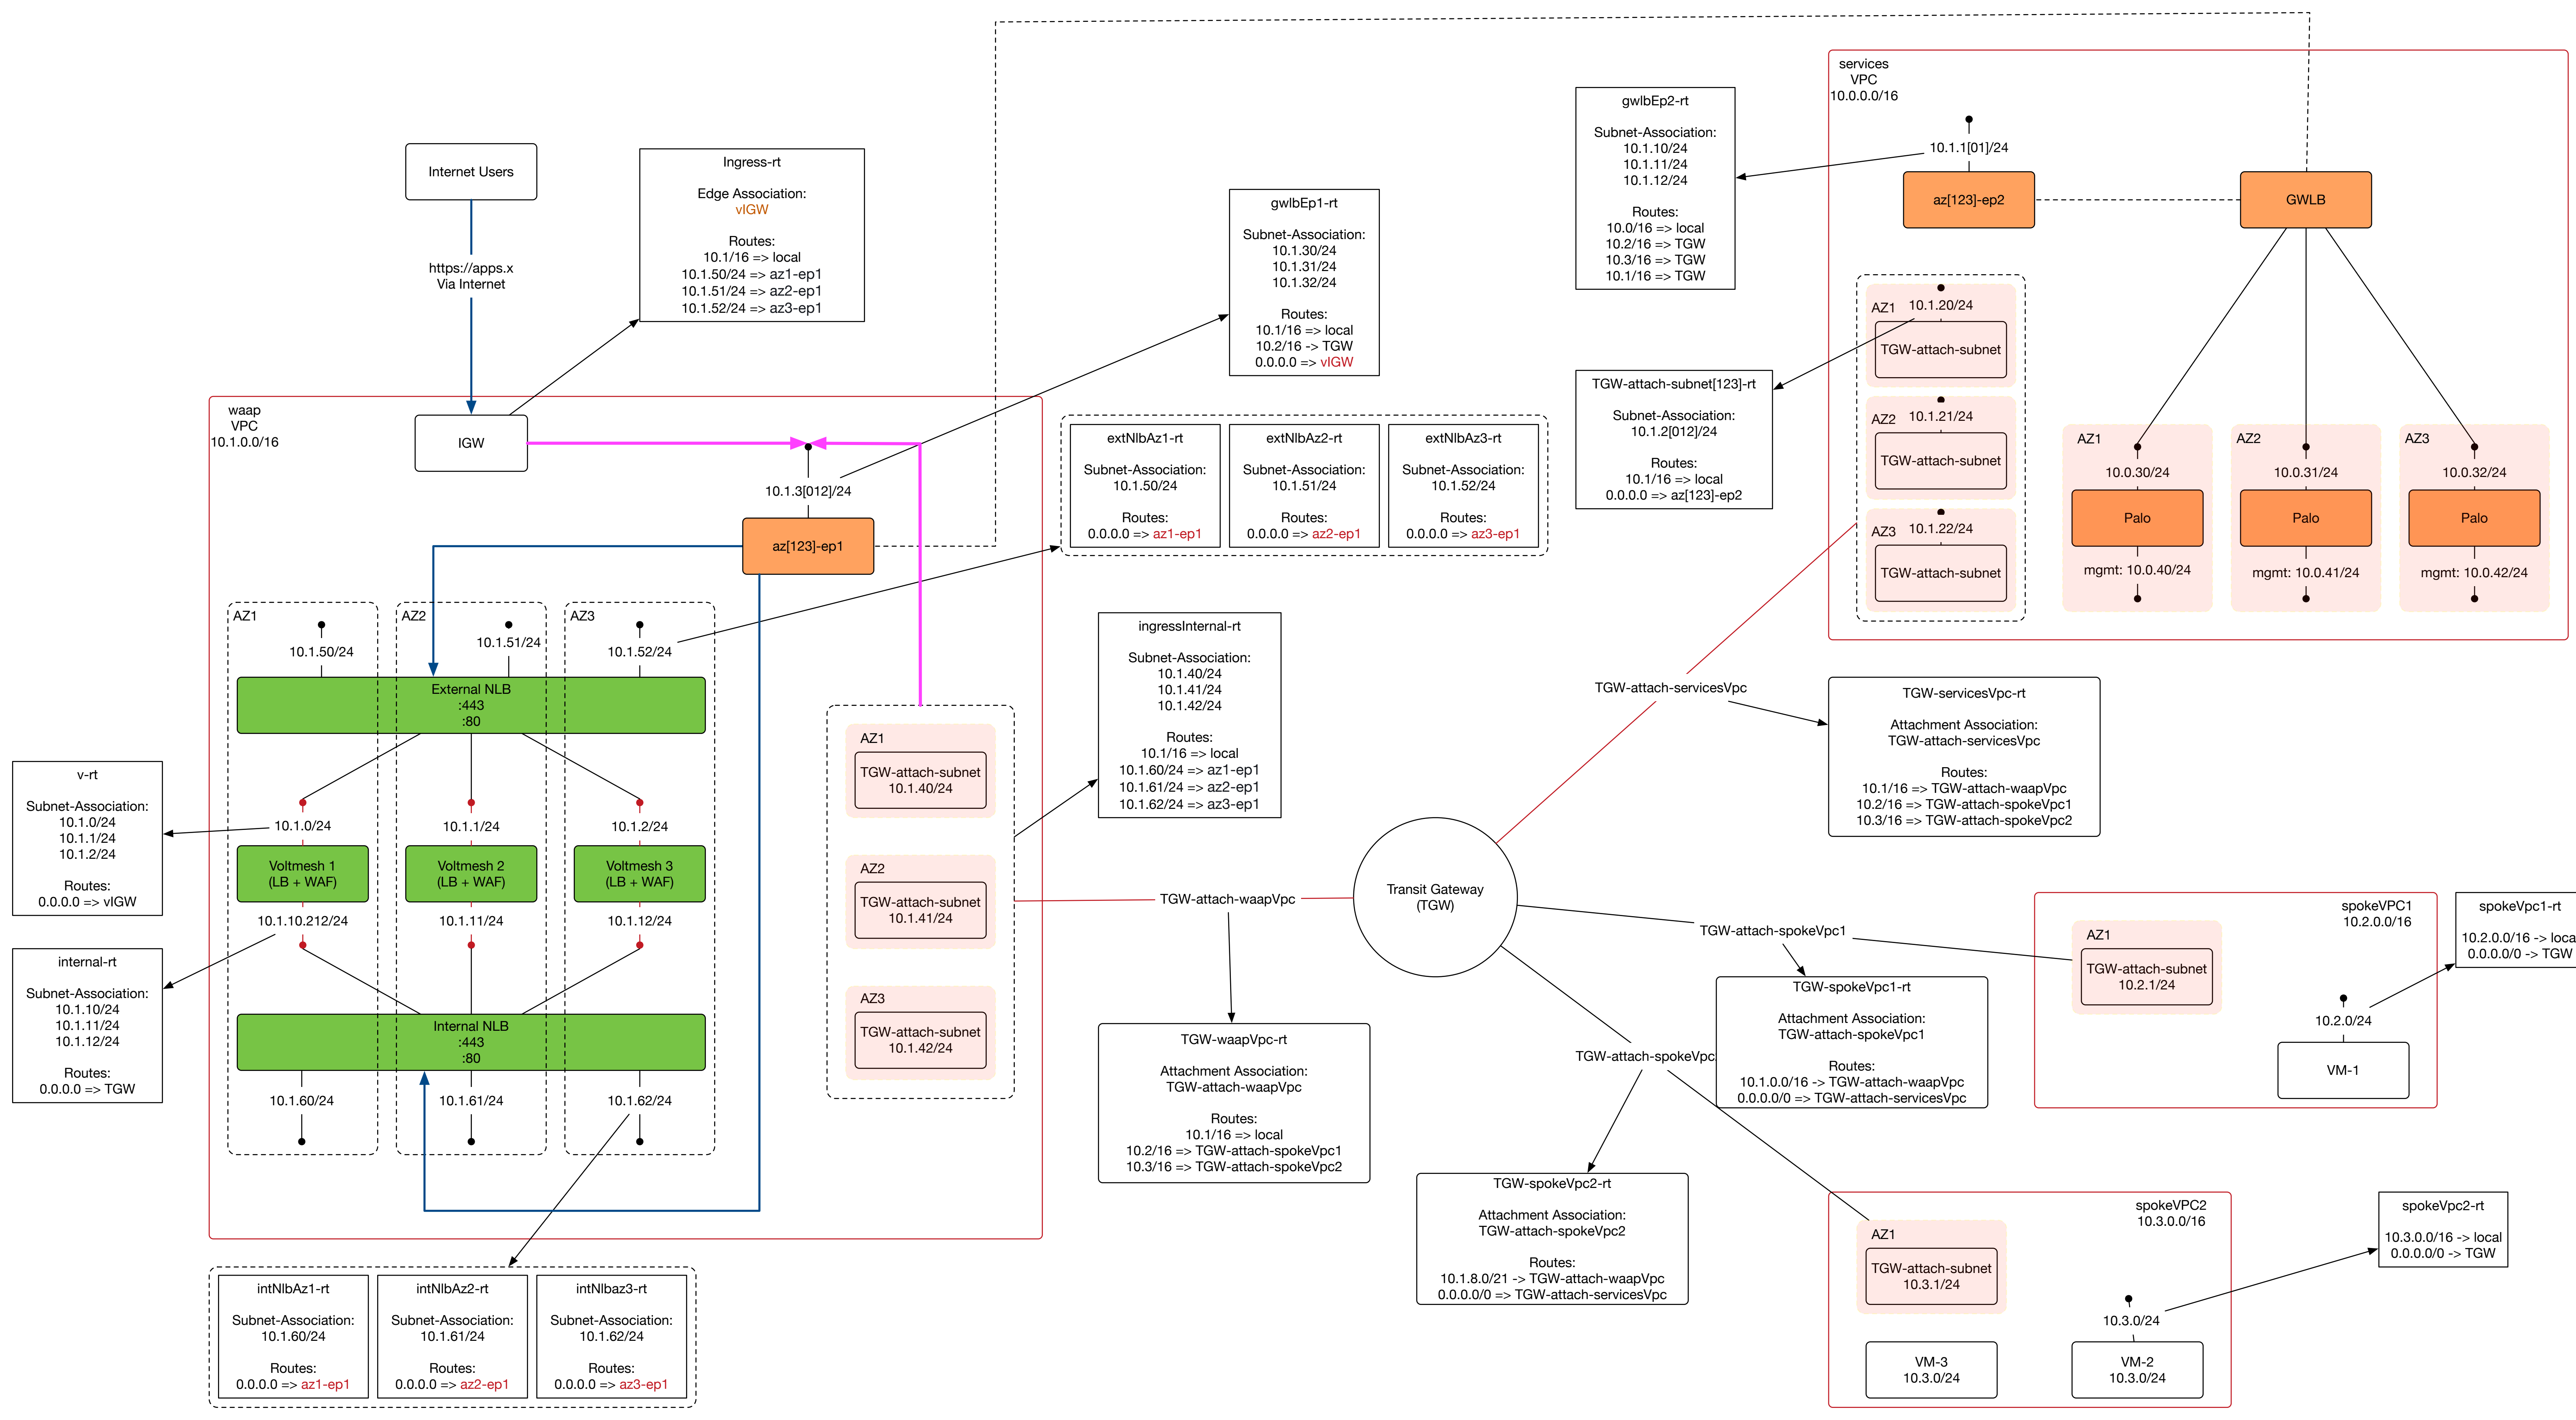 services
VPC
10.0.0.0/16
gwlbEp2-rt
Subnet-Association:
10.1.10/24
10.1.11/24
10.1.12/24
Routes:
10.0/16 => local
10.2/16 => TGW
10.3/16 => TGW
10.1/16 => TGW
10.1.1[01]/24
az[123]-ep2
GWLB
Internet Users
https://apps.x
Via Internet
Ingress-rt
Edge Association:
vIGW
Routes:
10.1/16 => local
10.1.50/24 => az1-ep1
10.1.51/24 => az2-ep1
10.1.52/24 => az3-ep1
gwlbEp1-rt
Subnet-Association:
10.1.30/24
10.1.31/24
10.1.32/24
Routes:
10.1/16 => local
10.2/16 -> TGW
0.0.0.0 => vIGW
AZ1
10.1.20/24
TGW-attach-subnet
AZ2
10.1.21/24
TGW-attach-subnet
AZ3
10.1.22/24
TGW-attach-subnet
TGW-attach-subnet[123]-rt
Subnet-Association:
10.1.2[012]/24
Routes:
10.1/16 => local
0.0.0.0 => az[123]-ep2
AZ1
10.0.30/24
Palo
mgmt: 10.0.40/24
AZ2
10.0.31/24
Palo
mgmt: 10.0.41/24
AZ3
10.0.32/24
Palo
mgmt: 10.0.42/24
waap
VPC
10.1.0.0/16
IGW
10.1.3[012]/24
az[123]-ep1
extNlbAz1-rt
Subnet-Association:
10.1.50/24
Routes:
0.0.0.0 => az1-ep1
extNlbAz2-rt
Subnet-Association:
10.1.51/24
Routes:
0.0.0.0 => az2-ep1
extNlbAz3-rt
Subnet-Association:
10.1.52/24
Routes:
0.0.0.0 => az3-ep1
AZ1
10.1.50/24
AZ2
10.1.51/24
AZ3
10.1.52/24
External NLB
:443
:80
10.1.0/24
10.1.1/24
10.1.2/24
Voltmesh 1
(LB + WAF)
Voltmesh 2
(LB + WAF)
Voltmesh 3
(LB + WAF)
10.1.10.212/24
10.1.11/24
10.1.12/24
Internal NLB
:443
:80
10.1.60/24
10.1.61/24
10.1.62/24
v-rt
Subnet-Association:
10.1.0/24
10.1.1/24
10.1.2/24
Routes:
0.0.0.0 => vIGW
internal-rt
Subnet-Association:
10.1.10/24
10.1.11/24
10.1.12/24
Routes:
0.0.0.0 => TGW
AZ1
TGW-attach-subnet
10.1.40/24
AZ2
TGW-attach-subnet
10.1.41/24
AZ3
TGW-attach-subnet
10.1.42/24
ingressInternal-rt
Subnet-Association:
10.1.40/24
10.1.41/24
10.1.42/24
Routes:
10.1/16 => local
10.1.60/24 => az1-ep1
10.1.61/24 => az2-ep1
10.1.62/24 => az3-ep1
TGW-attach-waapVpc
Transit Gateway
(TGW)
TGW-attach-servicesVpc
TGW-servicesVpc-rt
Attachment Association:
TGW-attach-servicesVpc
Routes:
10.1/16 => TGW-attach-waapVpc
10.2/16 => TGW-attach-spokeVpc1
10.3/16 => TGW-attach-spokeVpc2
TGW-waapVpc-rt
Attachment Association:
TGW-attach-waapVpc
Routes:
10.1/16 => local
10.2/16 => TGW-attach-spokeVpc1
10.3/16 => TGW-attach-spokeVpc2
TGW-attach-spokeVpc1
TGW-spokeVpc1-rt
Attachment Association:
TGW-attach-spokeVpc1
Routes:
10.1.0.0/16 -> TGW-attach-waapVpc
0.0.0.0/0 => TGW-attach-servicesVpc
TGW-attach-spokeVpc
TGW-spokeVpc2-rt
Attachment Association:
TGW-attach-spokeVpc2
Routes:
10.1.8.0/21 -> TGW-attach-waapVpc
0.0.0.0/0 => TGW-attach-servicesVpc
spokeVPC1
10.2.0.0/16
AZ1
TGW-attach-subnet
10.2.1/24
10.2.0/24
VM-1
spokeVpc1-rt
10.2.0.0/16 -> loca
0.0.0.0/0 -> TGW
spokeVPC2
10.3.0.0/16
AZ1
TGW-attach-subnet
10.3.1/24
10.3.0/24
VM-3
10.3.0/24
VM-2
10.3.0/24
spokeVpc2-rt
10.3.0.0/16 -> local
0.0.0.0/0 -> TGW
intNlbAz1-rt
Subnet-Association:
10.1.60/24
Routes:
0.0.0.0 => az1-ep1
intNlbAz2-rt
Subnet-Association:
10.1.61/24
Routes:
0.0.0.0 => az2-ep1
intNlbaz3-rt
Subnet-Association:
10.1.62/24
Routes:
0.0.0.0 => az3-ep1